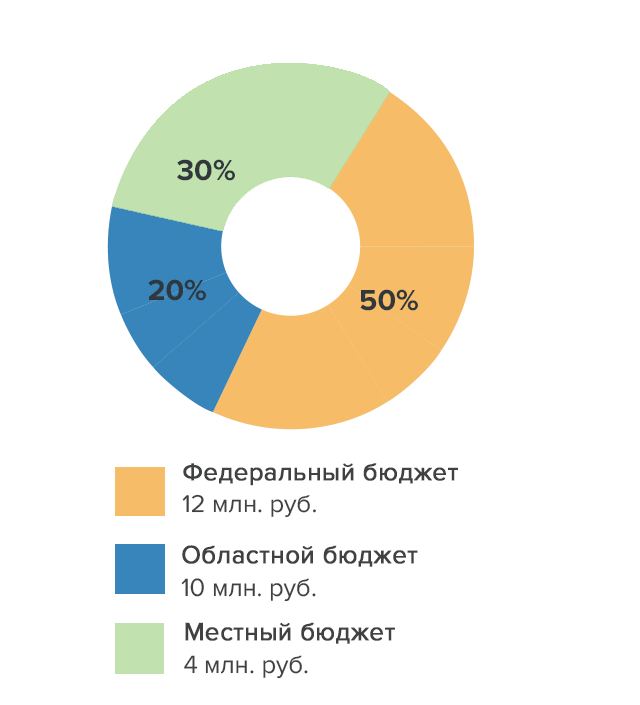 30%
20%
50%
Федеральный бюджет
12 млн. руб.
Областной бюджет
10 млн. руб.
Местный бюджет
4 млн. руб.